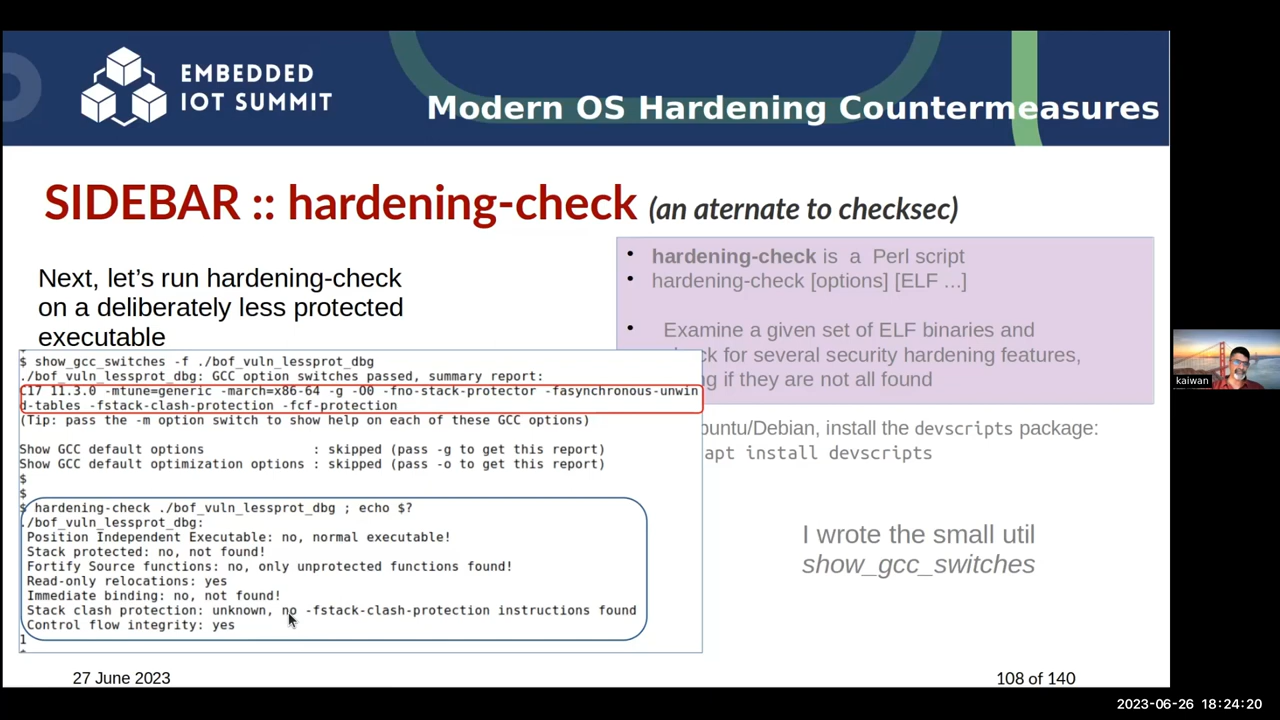 EMBEDDED
IOT SUMMIT
Modern OS Hardening Countermeasures
SIDEBAR :: hardening-check (an aternate to checksec)
Next, let's run hardening-check
on a deliberately less protected
executable
• hardening-check is a Perl script
• hardening-check [options] [ELF ...]
• Examine a given set of ELF binaries and
ck for several security hardening features,
g if they are not all found
$ show_gcc_switches -f ./bof_vuln_lessprot_dbg
./bof_vuln_lessprot_dbg: GCC option switches passed, summary report:
C17 11.3.0 -mtune=generic -march=x86-64 -g -O0 -fno-stack-protector -fasynchronous-unwin
d-tables -fstack-clash-protection -fcf-protection
(Tip: pass the -m option switch to show help on each of these GCC options)
Show GCC default options : skipped (pass -g to get this report)
Show GCC default optimization options : skipped (pass -o to get this report)
$
$
$ hardening-check ./bof_vuln_lessprot_dbg ; echo $?
./bof_vuln_lessprot_dbg:
Position Independent Executable: no, normal executable!
Stack protected: no, not found!
Fortify Source functions: no, only unprotected functions found!
Read-only relocations: yes
Immediate binding: no, not found!
Stack clash protection: unknown, no -fstack-clash-protection instructions found
Control flow integrity: yes
1
buntu/Debian, install the devscripts package:
apt install devscripts
I wrote the small util
show_gcc_switches
27 June 2023
108 of 140
kaiwan
2023-06-26 18:24:20